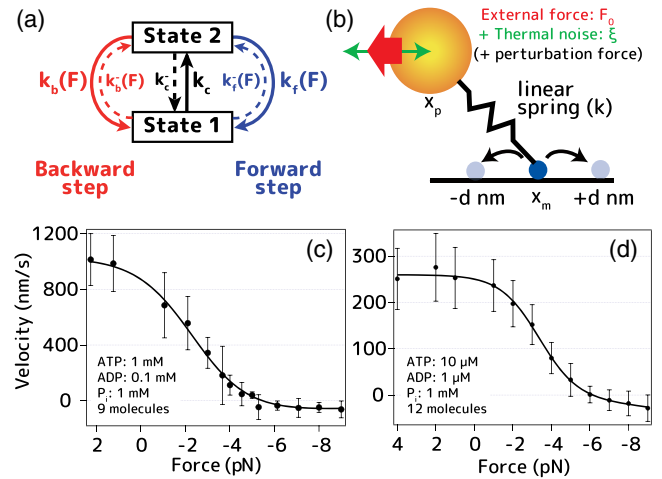 (a)
State 2
k_b(F)
k_b^-(F)
k_c^-
k_c
k_f^-(F)
k_f(F)
State 1
Backward
step
Forward
step
(b)
External force: F₀
+ Thermal noise: ξ
(+ perturbation force)
x_p
linear
spring (k)
-d nm
x_m
+d nm
(c)
Velocity (nm/s)
1200
800
400
0
ATP: 1 mM
ADP: 0.1 mM
P_i: 1 mM
9 molecules
2 0 -2 -4 -6 -8
Force (pN)
(d)
300
200
100
0
ATP: 10 μM
ADP: 1 μM
P_i: 1 mM
12 molecules
4 2 0 -2 -4 -6 -8
Force (pN)